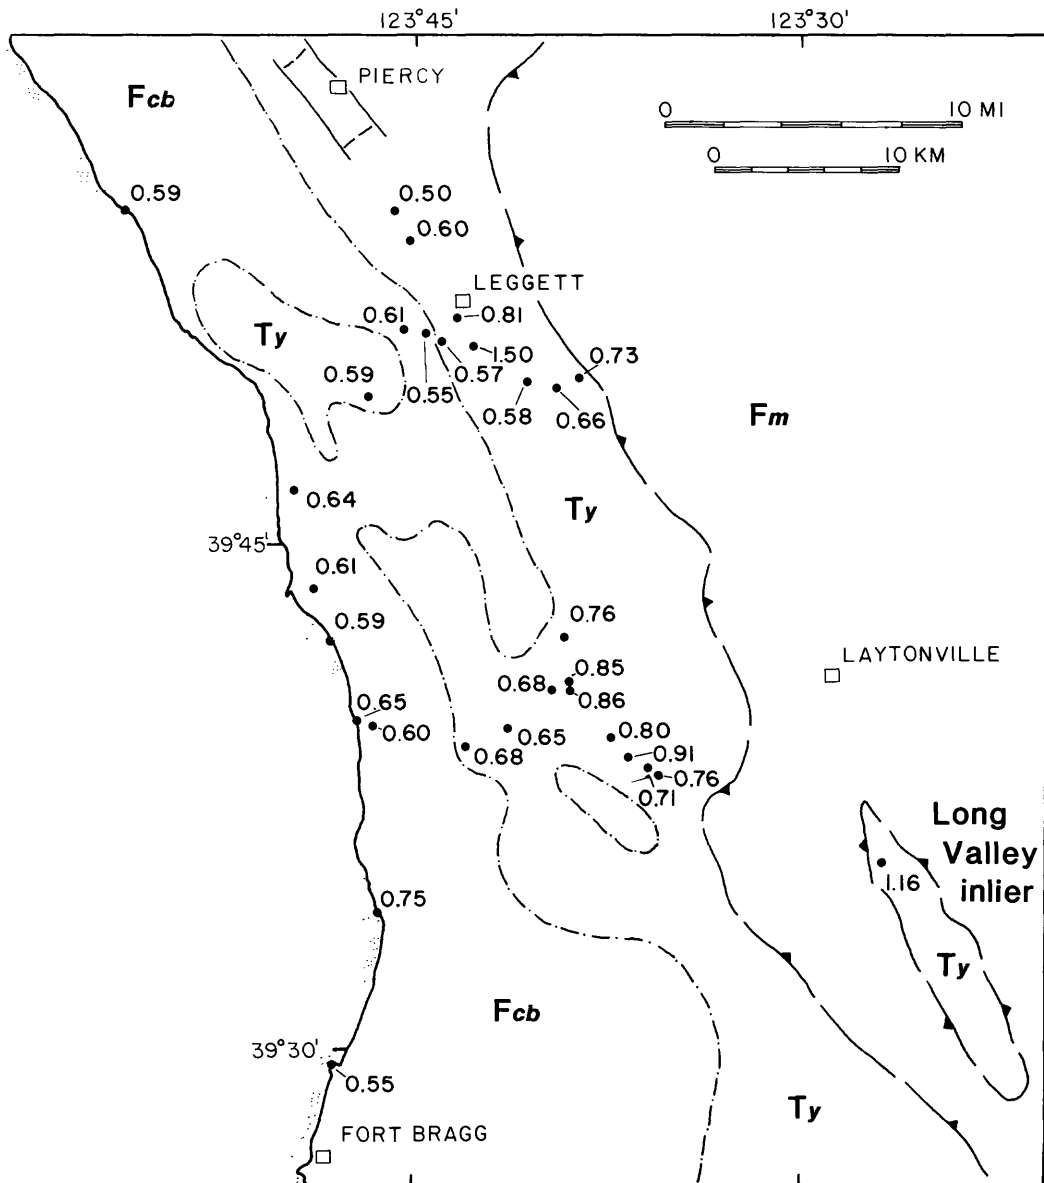 123°45'
123°30'
PIERCY
Fcb
0 10 MI
0 10 KM
0.59
0.50
0.60
LEGGETT
0.81
0.61
Ty
1.50
0.73
0.57
0.59
0.55
0.58
0.66
Fm
0.64
Ty
39°45'
0.61
0.76
0.59
LAYTONVILLE
0.85
0.68
0.86
0.65
0.60
0.65
0.80
0.68
0.91
0.76
0.71
Long
Valley
inlier
1.16
0.75
Ty
Fcb
39°30'
0.55
Ty
FORT BRAGG